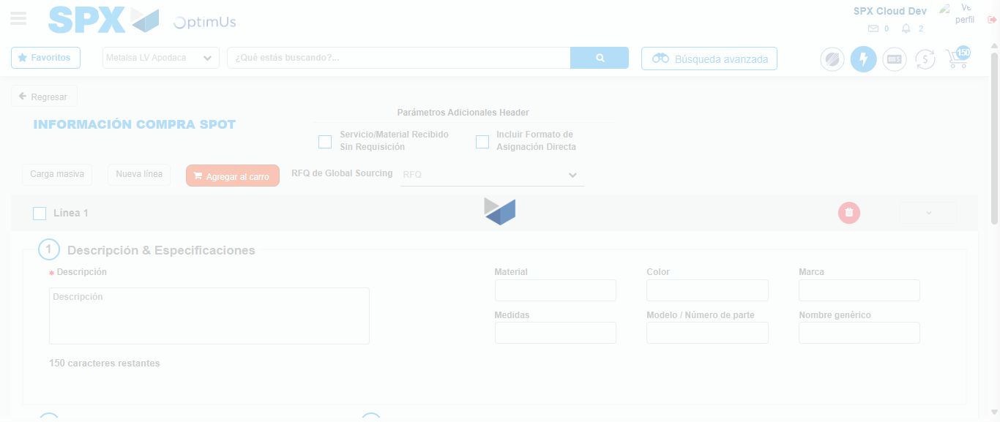 SPX
OptimUs
SPX Cloud Dev
0
2
Ve
perfil
Favoritos
Metalsa LV Apodaca
¿Qué estás buscando?...
Búsqueda avanzada
150
Regresar
INFORMACIÓN COMPRA SPOT
Parámetros Adicionales Header
Servicio/Material Recibido
Sin Requisición
Incluir Formato de
Asignación Directa
Carga masiva
Nueva línea
Agregar al carro
RFQ de Global Sourcing
RFQ
Linea 1
1
Descripción & Especificaciones
* Descripción
Descripción
150 caracteres restantes
Material
Color
Marca
Medidas
Modelo / Número de parte
Nombre genérico